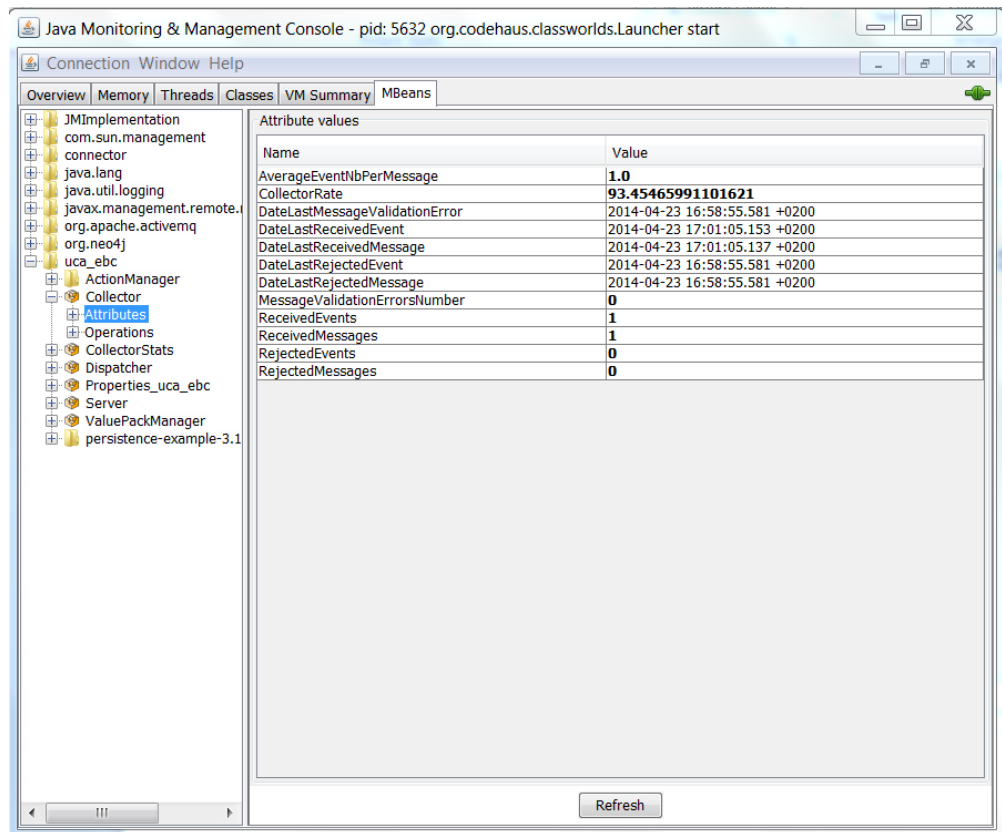 Java Monitoring & Management Console - pid: 5632 org.codehaus.classworlds.Launcher start
Connection Window Help
Overview Memory Threads Classes VM Summary MBeans
JMImplementation
com.sun.management
connector
java.lang
java.util.logging
javax.management.remote.
org.apache.activemq
org.neo4j
uca_ebc
ActionManager
Collector
Attributes
Operations
CollectorStats
Dispatcher
Properties_uca_ebc
Server
ValuePackManager
persistence-example-3.1
Attribute values
Name Value
AverageEventNbPerMessage 1.0
CollectorRate 93.45465991101621
DateLastMessageValidationError 2014-04-23 16:58:55.581 +0200
DateLastReceivedEvent 2014-04-23 17:01:05.153 +0200
DateLastReceivedMessage 2014-04-23 17:01:05.137 +0200
DateLastRejectedEvent 2014-04-23 16:58:55.581 +0200
DateLastRejectedMessage 2014-04-23 16:58:55.581 +0200
MessageValidationErrorsNumber 0
ReceivedEvents 1
ReceivedMessages 1
RejectedEvents 0
RejectedMessages 0
Refresh